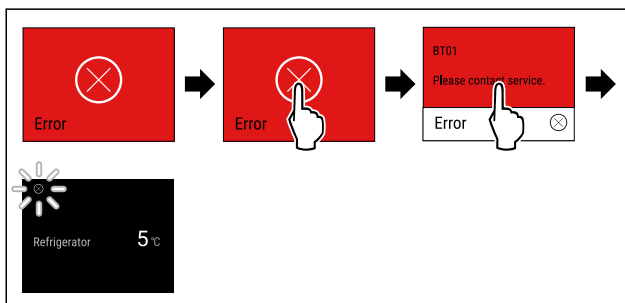 Error
Error
BT01
Please contact service.
Error
Refrigerator 5 °C